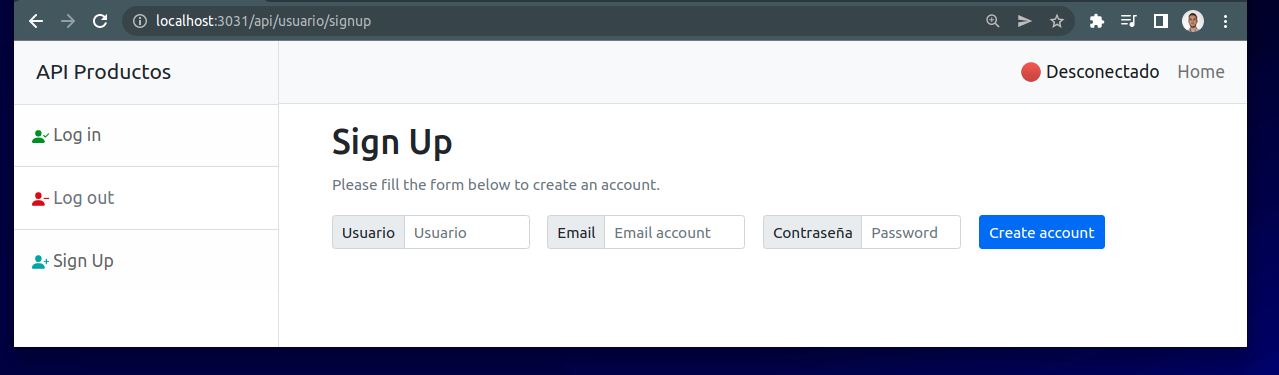 localhost:3031/api/usuario/signup
API Productos
Desconectado Home
Log in
Log out
Sign Up
Sign Up
Please fill the form below to create an account.
Usuario Usuario Email Email account Contraseña Password Create account